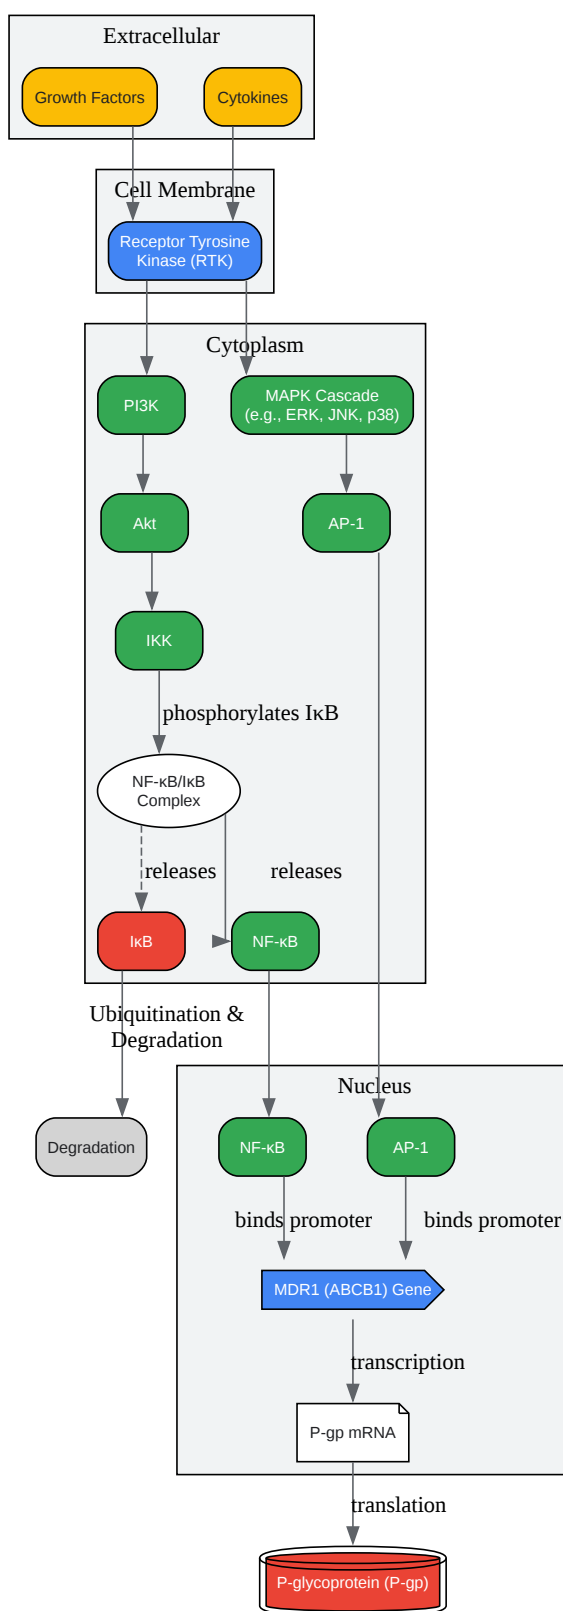 Extracellular
Growth Factors
Cytokines
Cell Membrane
Receptor Tyrosine
Kinase (RTK)
Cytoplasm
PI3K
MAPK Cascade
(e.g., ERK, JNK, p38)
Akt
AP-1
IKK
phosphorylates IκB
NF-κB/IκB
Complex
releases
releases
IκB
NF-κB
Ubiquitination &
Degradation
Nucleus
Degradation
NF-κB
AP-1
binds promoter
binds promoter
MDR1 (ABCB1) Gene
transcription
P-gp mRNA
translation
P-glycoprotein (P-gp)